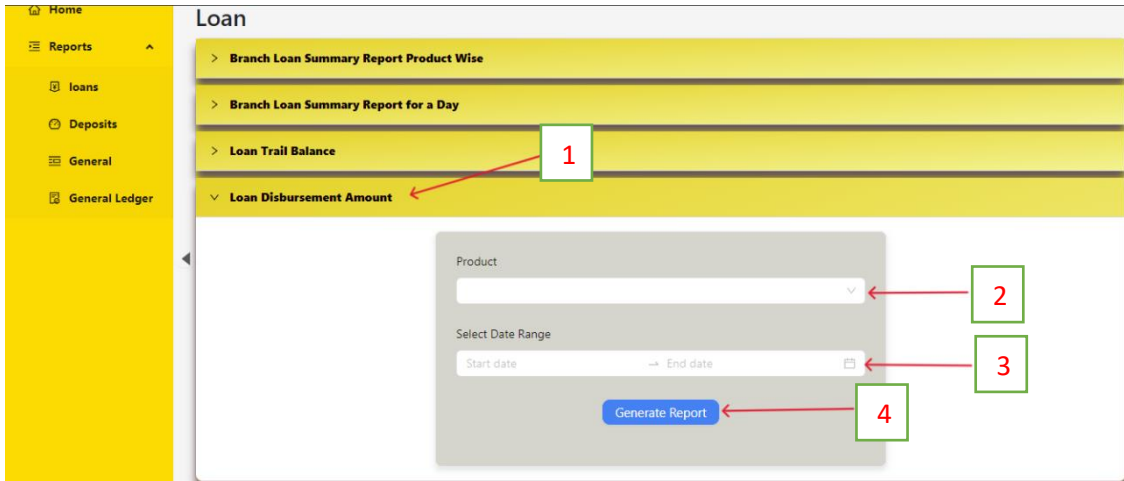 Home
Reports
loans
Deposits
General
General Ledger
Loan
Branch Loan Summary Report Product Wise
Branch Loan Summary Report for a Day
Loan Trail Balance
1
Loan Disbursement Amount
Product
2
Select Date Range
Start date → End date
3
Generate Report
4